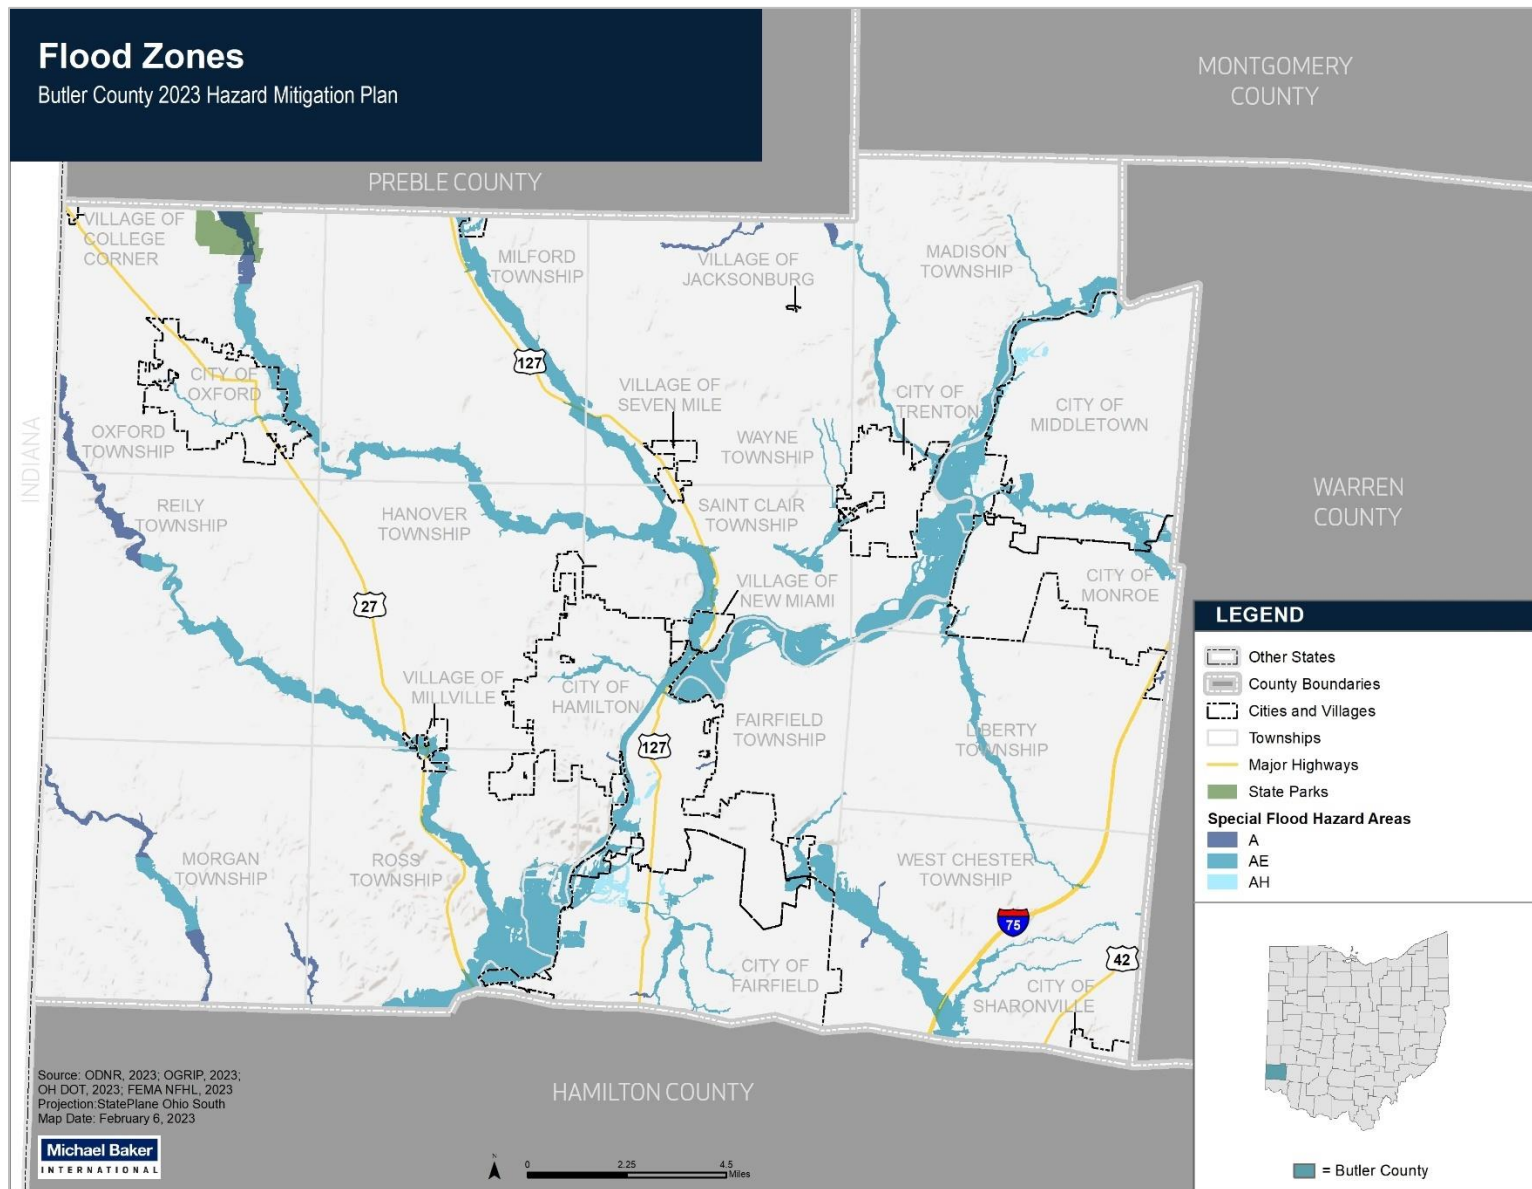 Flood Zones
Butler County 2023 Hazard Mitigation Plan
MONTGOMERY
COUNTY
PREBLE COUNTY
VILLAGE OF
COLLEGE
CORNER
MILFORD
TOWNSHIP
VILLAGE OF
JACKSONBURG
MADISON
TOWNSHIP
127
CITY OF
OXFORD
VILLAGE OF
SEVEN MILE
CITY OF
TRENTON
CITY OF
MIDDLETOWN
OXFORD
TOWNSHIP
WAYNE
TOWNSHIP
INDIANA
WARREN
COUNTY
REILY
TOWNSHIP
HANOVER
TOWNSHIP
SAINT CLAIR
TOWNSHIP
VILLAGE OF
NEW MIAMI
CITY OF
MONROE
27
VILLAGE OF
MILLVILLE
CITY OF
HAMILTON
FAIRFIELD
TOWNSHIP
LIBERTY
TOWNSHIP
127
MORGAN
TOWNSHIP
ROSS
TOWNSHIP
WEST CHESTER
TOWNSHIP
75
42
CITY OF
FAIRFIELD
CITY OF
SHARONVILLE
HAMILTON COUNTY
LEGEND
Other States
County Boundaries
Cities and Villages
Townships
Major Highways
State Parks
Special Flood Hazard Areas
A
AE
AH
= Butler County
Source: ODNR, 2023; OGRIP, 2023;
OH DOT, 2023; FEMA NFHL, 2023
Projection:StatePlane Ohio South
Map Date: February 6, 2023
Michael Baker
INTERNATIONAL
N
0 2.25 4.5
Miles